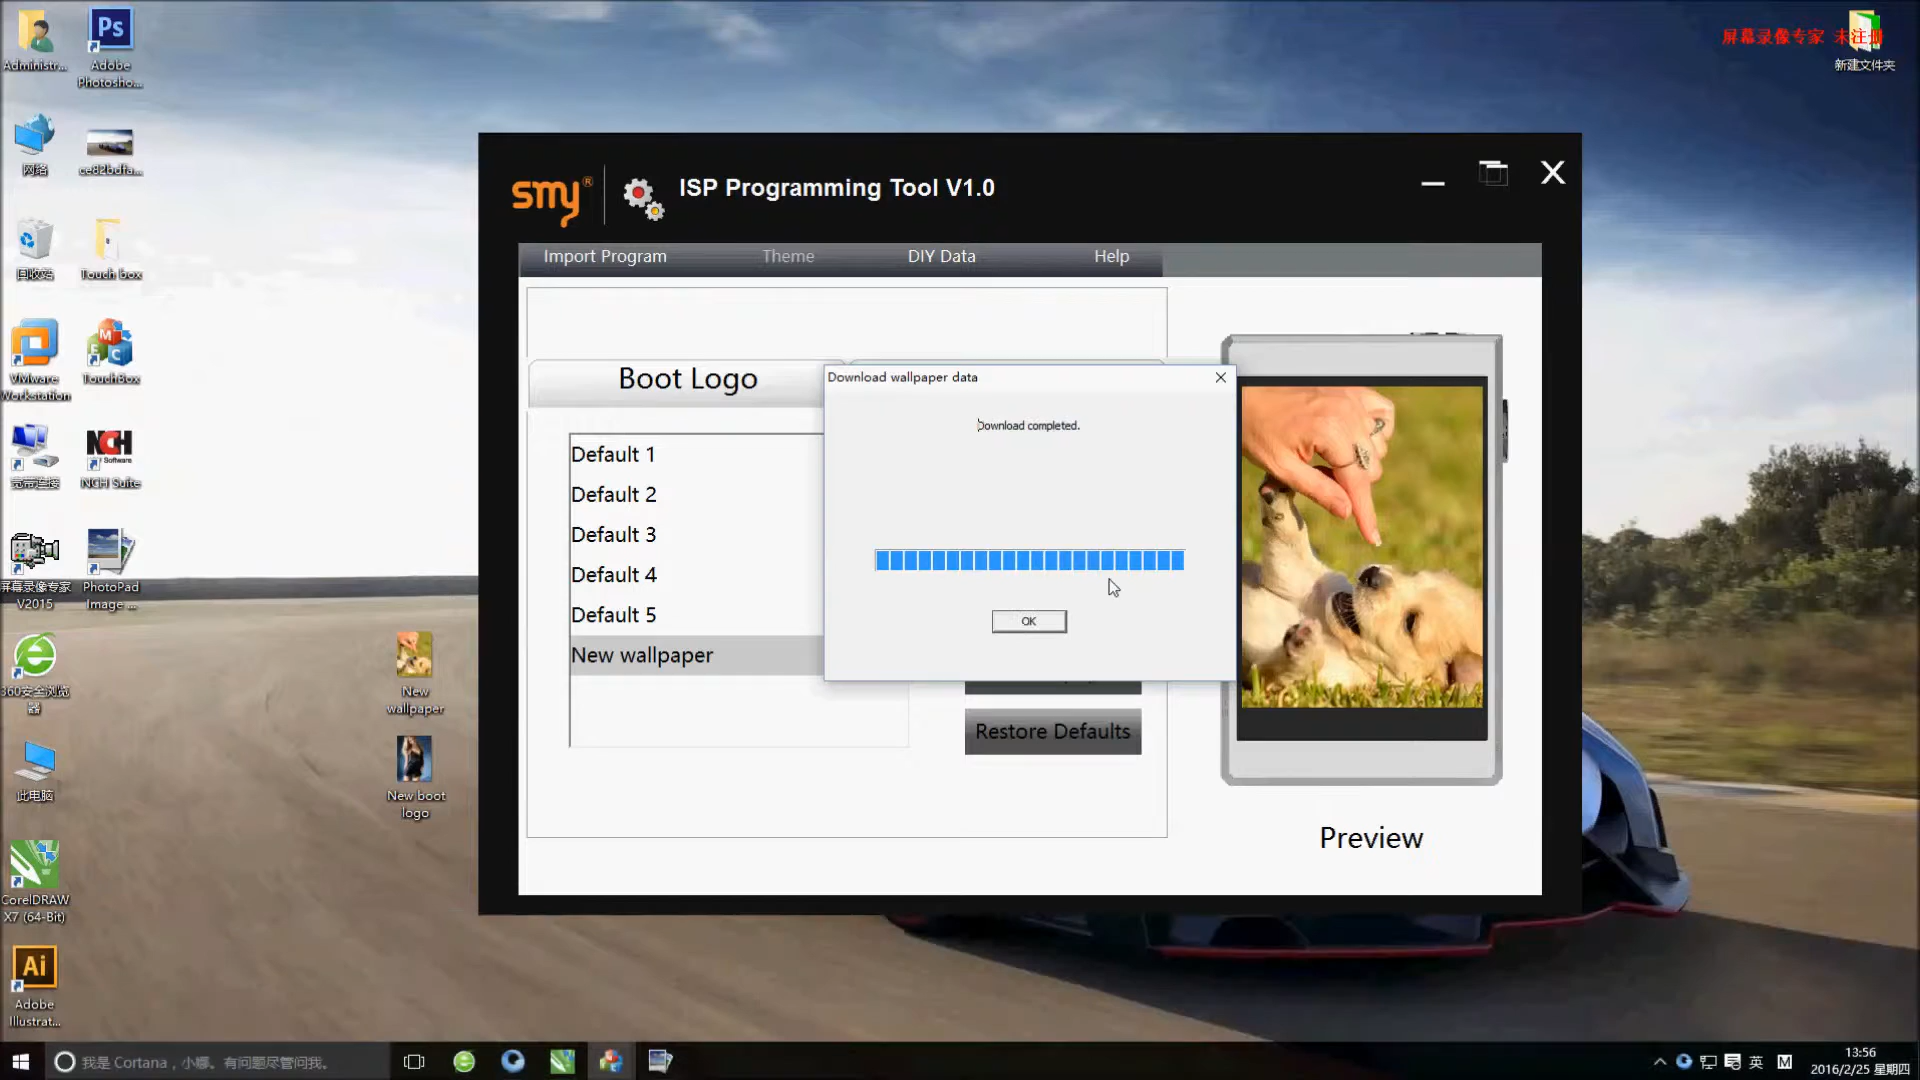 Administr...
Adobe
Photosho...
屏幕录像专家 未注册
新建文件夹
网络
ce82bdfa...
回收站
Touch box
VMware
Workstation
TouchBox
宽带连接
NCH
Software
NCH Suite
屏幕录像专家
V2015
PhotoPad
Image ...
360安全浏览
器
此电脑
CorelDRAW
X7 (64-Bit)
Ai
Adobe
Illustrat...
Ps
New
wallpaper
New boot
logo
smy®
ISP Programming Tool V1.0
Import Program
Theme
DIY Data
Help
Boot Logo
Default 1
Default 2
Default 3
Default 4
Default 5
New wallpaper
Download wallpaper data
Download completed.
OK
Restore Defaults
Preview
我是 Cortana，小娜。有问题尽管问我。
英
M
13:56
2016/2/25 星期四